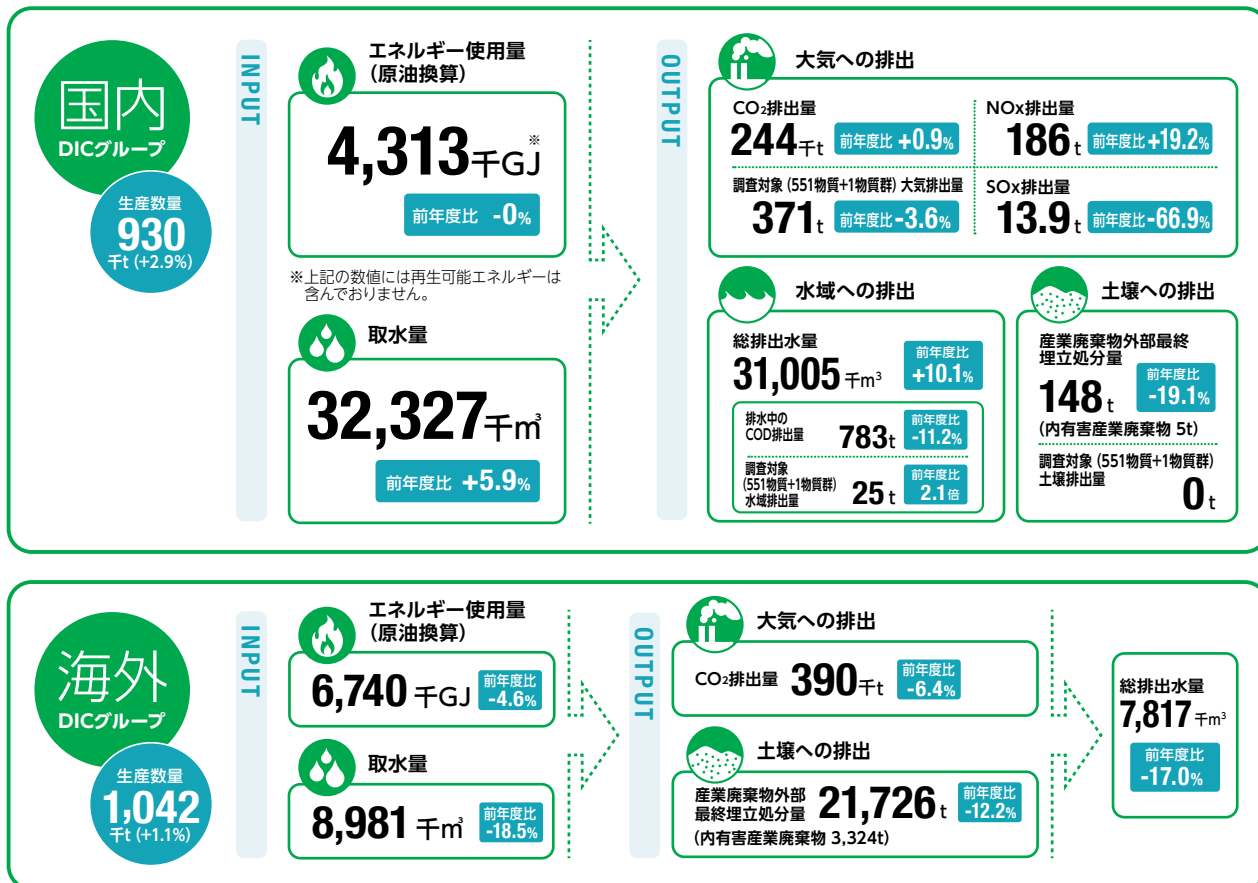 国内
DICグループ
生産数量
930
千t (+2.9%)
INPUT
エネルギー使用量
(原油換算)
4,313千GJ※
前年度比 -0%
※上記の数値には再生可能エネルギーは
含んでおりません。
取水量
32,327千㎥
前年度比 +5.9%
OUTPUT
大気への排出
CO₂排出量
244千t 前年度比 +0.9%
NOx排出量
186t 前年度比+19.2%
調査対象 (551物質+1物質群) 大気排出量
371t 前年度比-3.6%
SOx排出量
13.9t 前年度比-66.9%
水域への排出
総排出水量
31,005千m³
前年度比
+10.1%
排水中の
COD排出量
783t
前年度比
-11.2%
調査対象
(551物質+1物質群)
水域排出量
25t
前年度比
2.1倍
土壌への排出
産業廃棄物外部最終
埋立処分量
148t
前年度比
-19.1%
(内有害産業廃棄物 5t)
調査対象 (551物質+1物質群)
土壌排出量
0t
海外
DICグループ
生産数量
1,042
千t (+1.1%)
INPUT
エネルギー使用量
(原油換算)
6,740千GJ
前年度比
-4.6%
取水量
8,981千㎥
前年度比
-18.5%
OUTPUT
大気への排出
CO₂排出量 390千t
前年度比
-6.4%
土壌への排出
産業廃棄物外部
最終埋立処分量
21,726t
前年度比
-12.2%
(内有害産業廃棄物 3,324t)
総排出水量
7,817千m³
前年度比
-17.0%